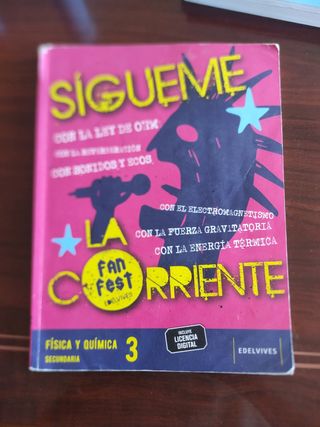 SÍGUEME
CON LA LEY DE OHM
CON LA REVERBERACIÓN
CON SONIDOS Y ECOS
CON EL ELECTROMAGNETISMO
CON LA FUERZA GRAVITATORIA
CON LA ENERGÍA TÉRMICA
LA
FAN
FEST
EDELVIVES
CORRIENTE
FÍSICA Y QUÍMICA 3
SECUNDARIA
INCLUYE
LICENCIA
DIGITAL
EDELVIVES